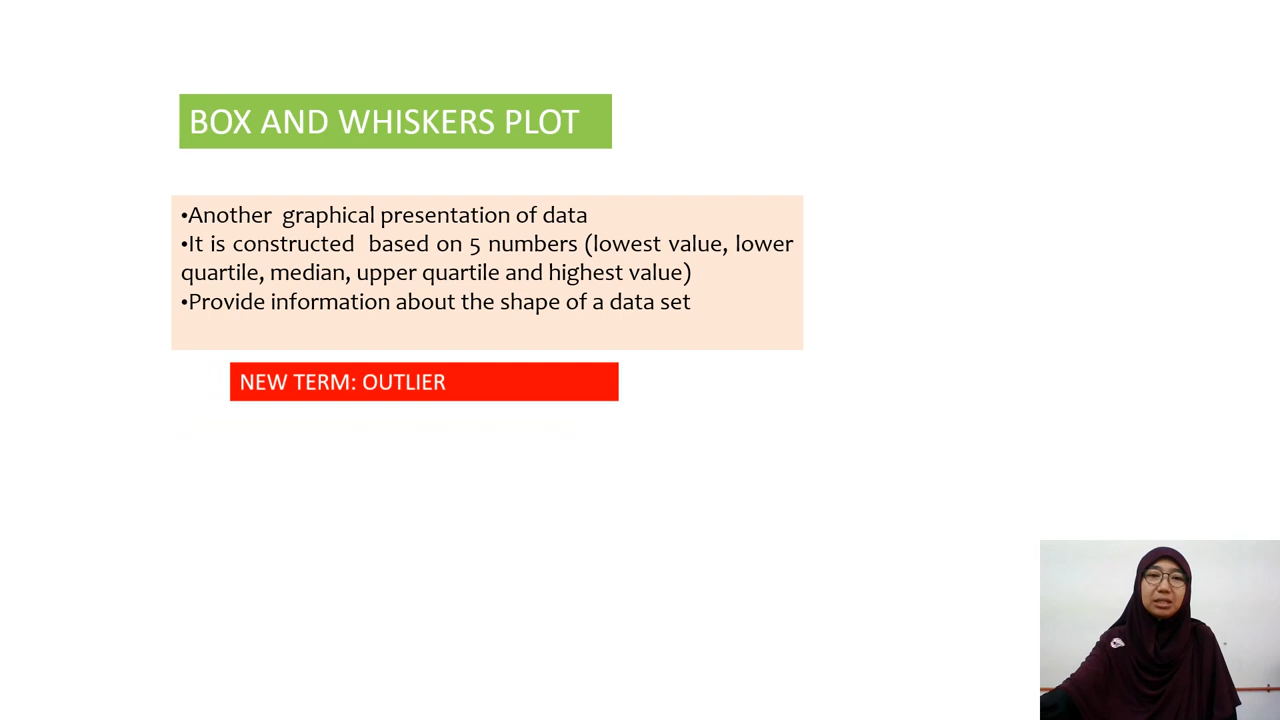 BOX AND WHISKERS PLOT
•Another graphical presentation of data
•It is constructed based on 5 numbers (lowest value, lower
quartile, median, upper quartile and highest value)
•Provide information about the shape of a data set
NEW TERM: OUTLIER